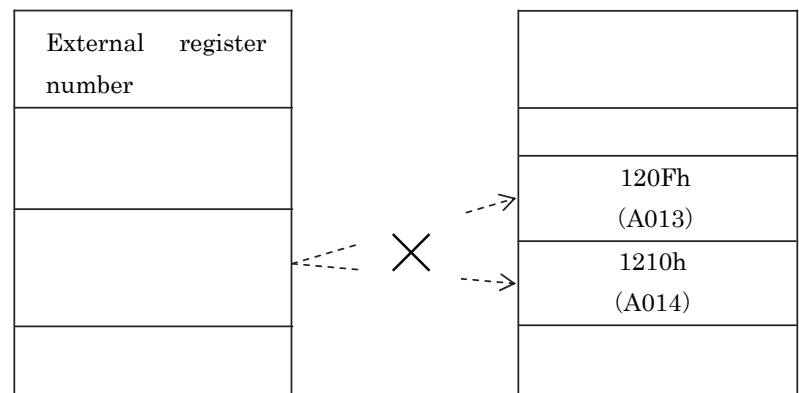 External register
number
120Fh
(A013)
1210h
(A014)